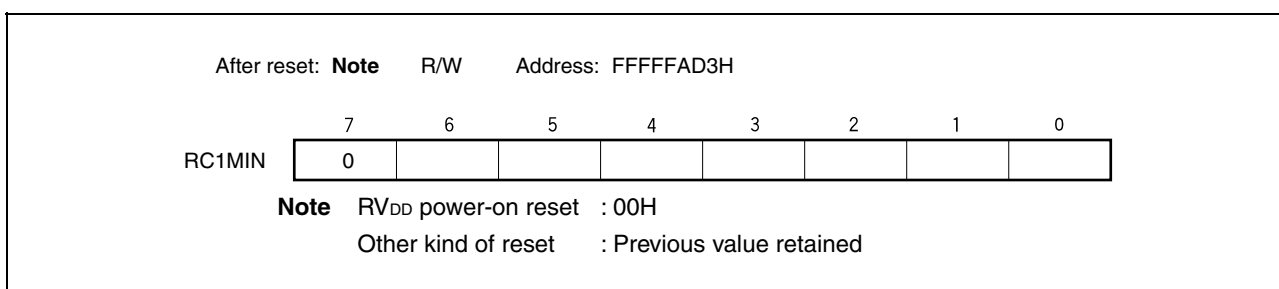 After reset: Note R/W Address: FFFFFAD3H
7 6 5 4 3 2 1 0
RC1MIN 0
Note RVDD power-on reset : 00H
Other kind of reset : Previous value retained